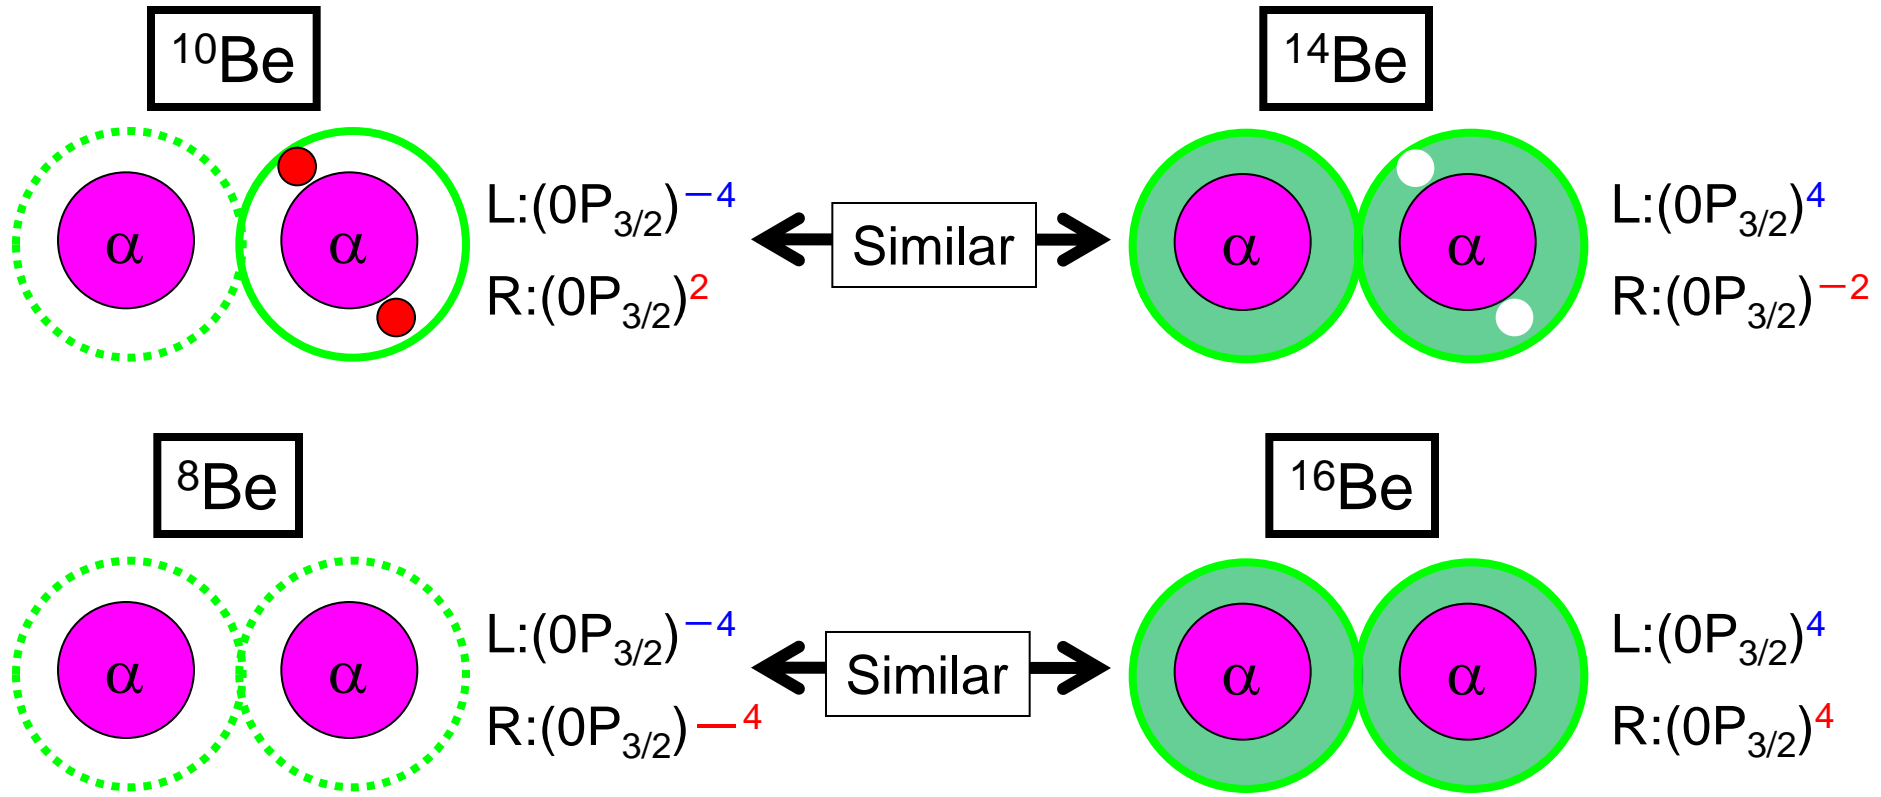 ¹⁰Be
¹⁴Be
α α
L:(0P₃/₂)⁻⁴
R:(0P₃/₂)²
Similar
α α
L:(0P₃/₂)⁴
R:(0P₃/₂)⁻²
⁸Be
¹⁶Be
α α
L:(0P₃/₂)⁻⁴
R:(0P₃/₂)⁻⁴
Similar
α α
L:(0P₃/₂)⁴
R:(0P₃/₂)⁴